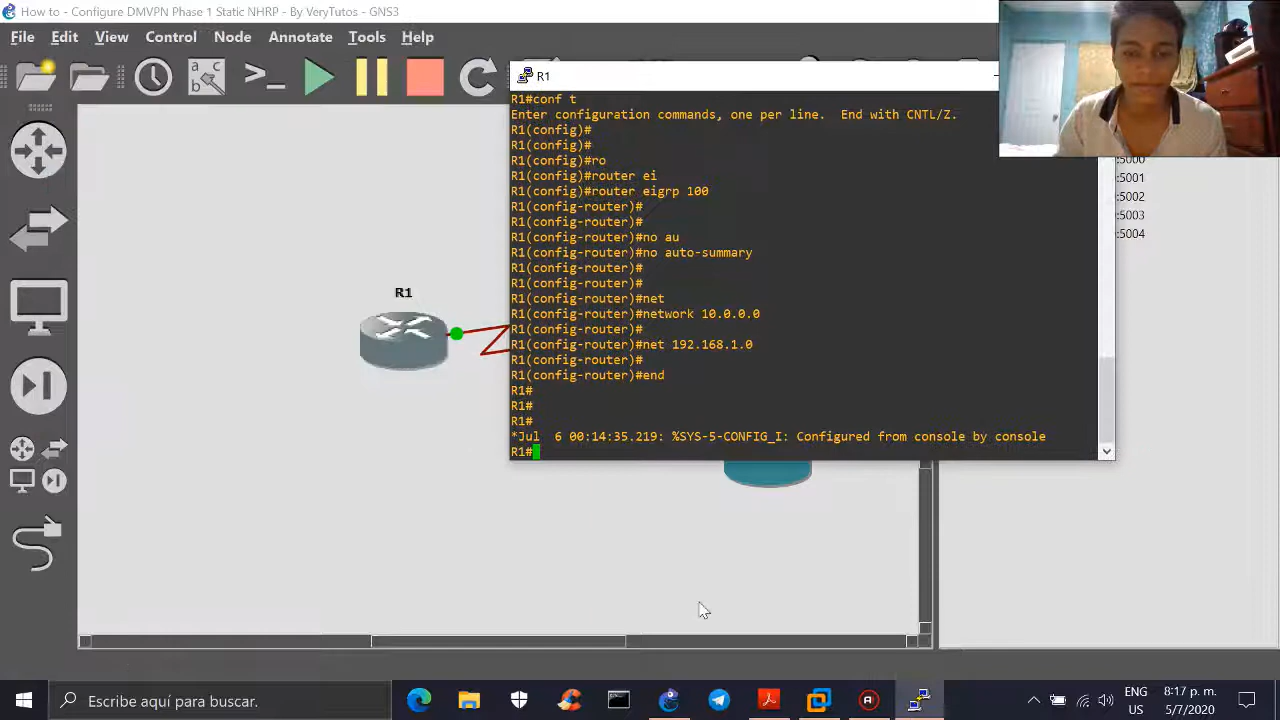 How to - Configure DMVPN Phase 1 Static NHRP - By VeryTutos - GNS3
File Edit View Control Node Annotate Tools Help
R1
R1#conf t
Enter configuration commands, one per line.  End with CNTL/Z.
R1(config)#
R1(config)#
R1(config)#ro
R1(config)#router ei
R1(config)#router eigrp 100
R1(config-router)#
R1(config-router)#
R1(config-router)#no au
R1(config-router)#no auto-summary
R1(config-router)#
R1(config-router)#
R1(config-router)#net
R1(config-router)#network 10.0.0.0
R1(config-router)#
R1(config-router)#net 192.168.1.0
R1(config-router)#
R1(config-router)#end
R1#
R1#
R1#
*Jul  6 00:14:35.219: %SYS-5-CONFIG_I: Configured from console by console
R1#
R1
:5000
:5001
:5002
:5003
:5004
Escribe aquí para buscar.
ENG
US
8:17 p. m.
5/7/2020